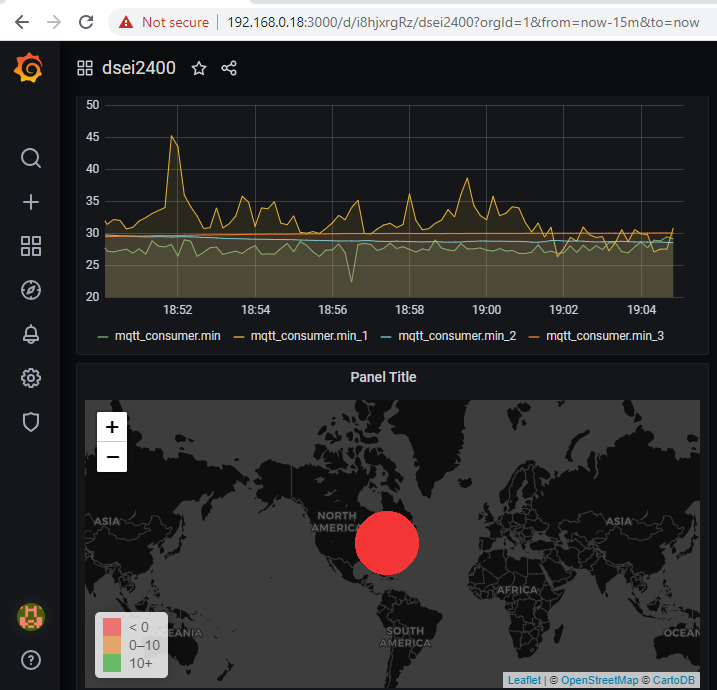 Not secure | 192.168.0.18:3000/d/i8hjxrgRz/dsei2400?orgId=1&from=now-15m&to=now
dsei2400
50
45
40
35
30
25
20
18:52 18:54 18:56 18:58 19:00 19:02 19:04
mqtt_consumer.min mqtt_consumer.min_1 mqtt_consumer.min_2 mqtt_consumer.min_3
Panel Title
+
−
NORTH
AMERICA
ASIA
ASIA
AFRICA
SOUTH
AMERICA
OCEANIA
OCEAN
< 0
0–10
10+
Leaflet | © OpenStreetMap © CartoDB